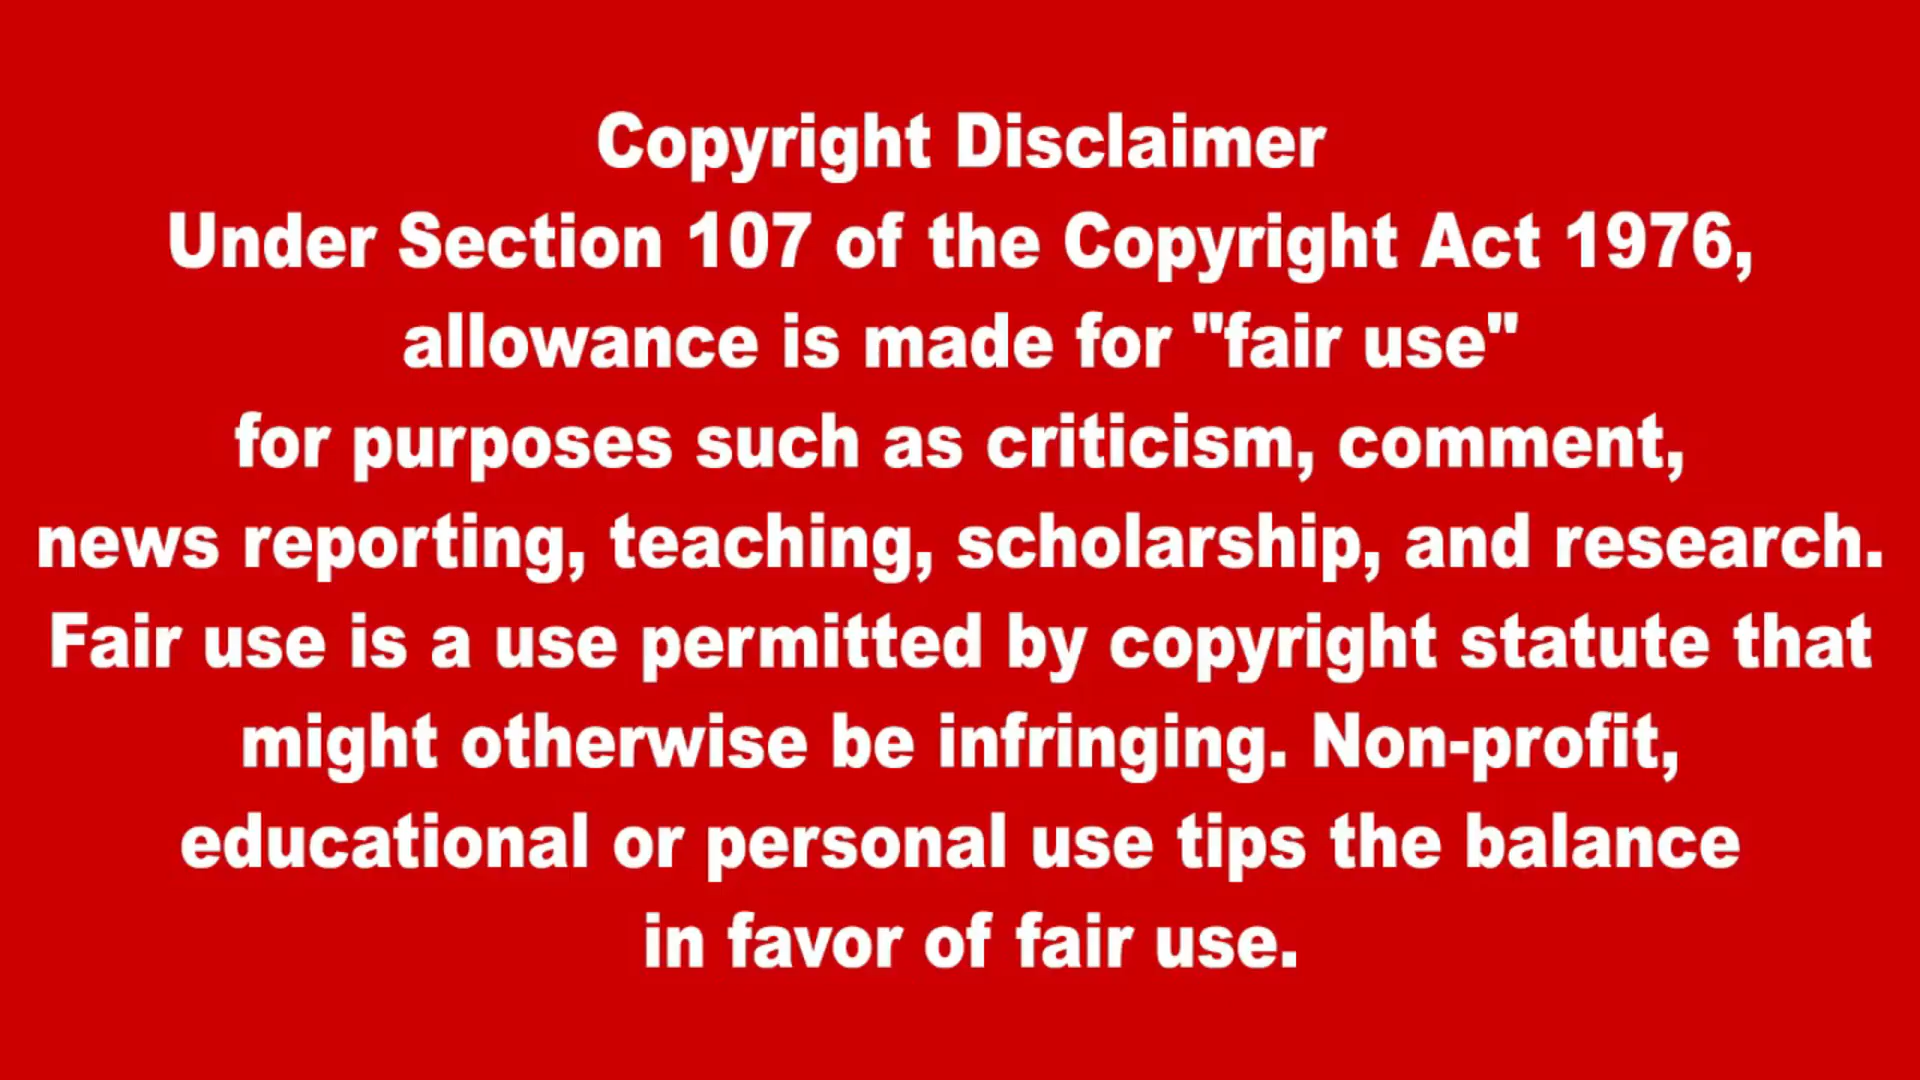 Copyright Disclaimer
Under Section 107 of the Copyright Act 1976,
allowance is made for "fair use"
for purposes such as criticism, comment,
news reporting, teaching, scholarship, and research.
Fair use is a use permitted by copyright statute that
might otherwise be infringing. Non-profit,
educational or personal use tips the balance
in favor of fair use.